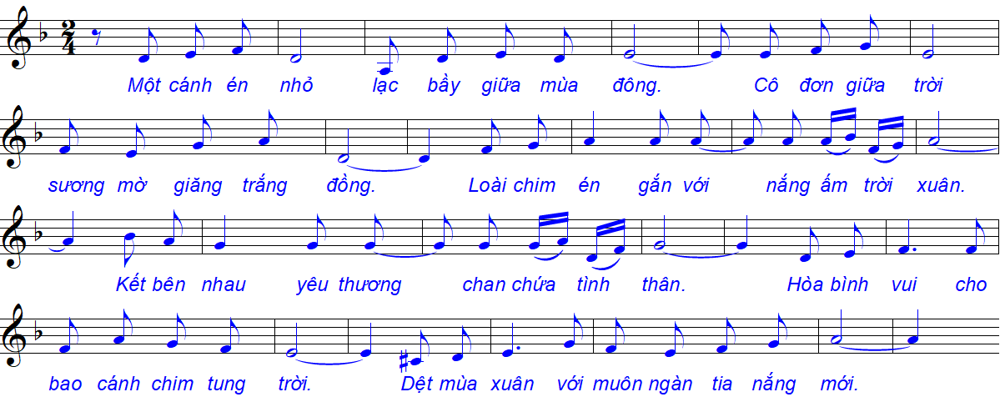 2
4
Một cánh én nhỏ lạc bầy giữa mùa đông. Cô đơn giữa trời
sương mờ giăng trắng đồng. Loài chim én gắn với nắng ấm trời xuân.
Kết bên nhau yêu thương chan chứa tình thân. Hòa bình vui cho
bao cánh chim tung trời. Dệt mùa xuân với muôn ngàn tia nắng mới.